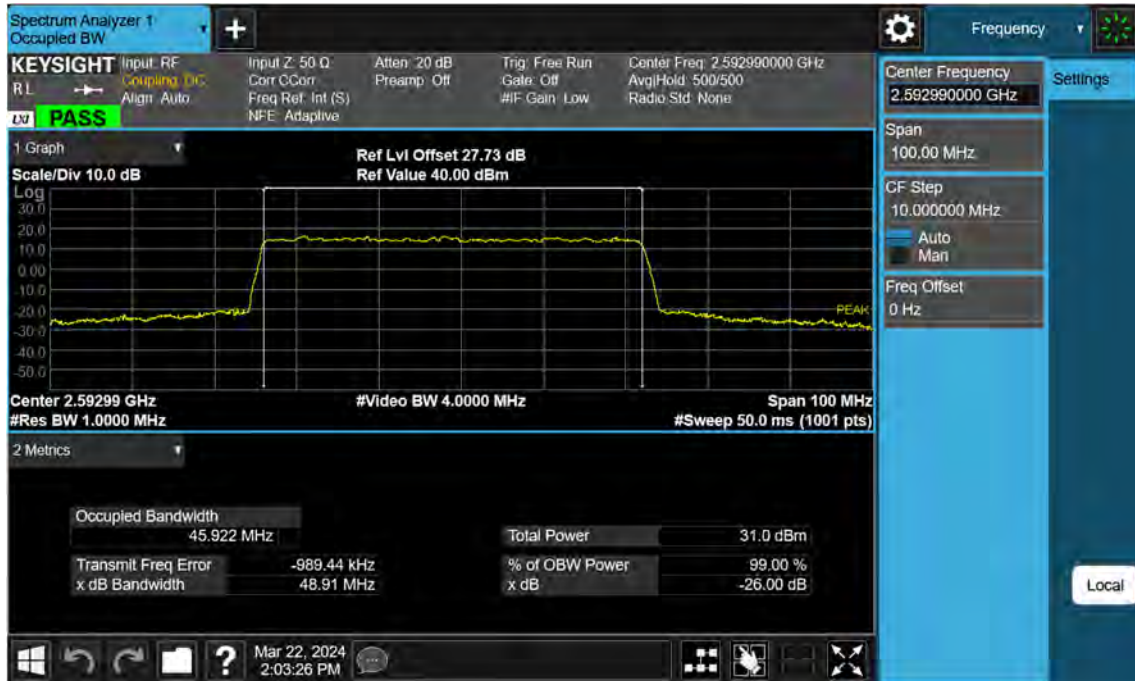 Spectrum Analyzer 1
Occupied BW
+
Frequency
KEYSIGHT
RL
LXI PASS
Input: RF
Coupling: DC
Align: Auto
Input Z: 50 Ω
Corr CCorr
Freq Ref: Int (S)
NFE: Adaptive
Atten: 20 dB
Preamp: Off
Trig: Free Run
Gate: Off
#IF Gain: Low
Center Freq: 2.592990000 GHz
Avg|Hold: 500/500
Radio Std: None
1 Graph
Scale/Div 10.0 dB
Ref Lvl Offset 27.73 dB
Ref Value 40.00 dBm
Log
30.0
20.0
10.0
0.00
-10.0
-20.0
-30.0
-40.0
-50.0
PEAK
Center 2.59299 GHz
#Video BW 4.0000 MHz
Span 100 MHz
#Res BW 1.0000 MHz
#Sweep 50.0 ms (1001 pts)
2 Metrics
Occupied Bandwidth
45.922 MHz
Transmit Freq Error -989.44 kHz
x dB Bandwidth 48.91 MHz
Total Power 31.0 dBm
% of OBW Power 99.00 %
x dB -26.00 dB
Center Frequency
2.592990000 GHz
Span
100.00 MHz
CF Step
10.000000 MHz
Auto
Man
Freq Offset
0 Hz
Settings
Local
?
Mar 22, 2024
2:03:26 PM